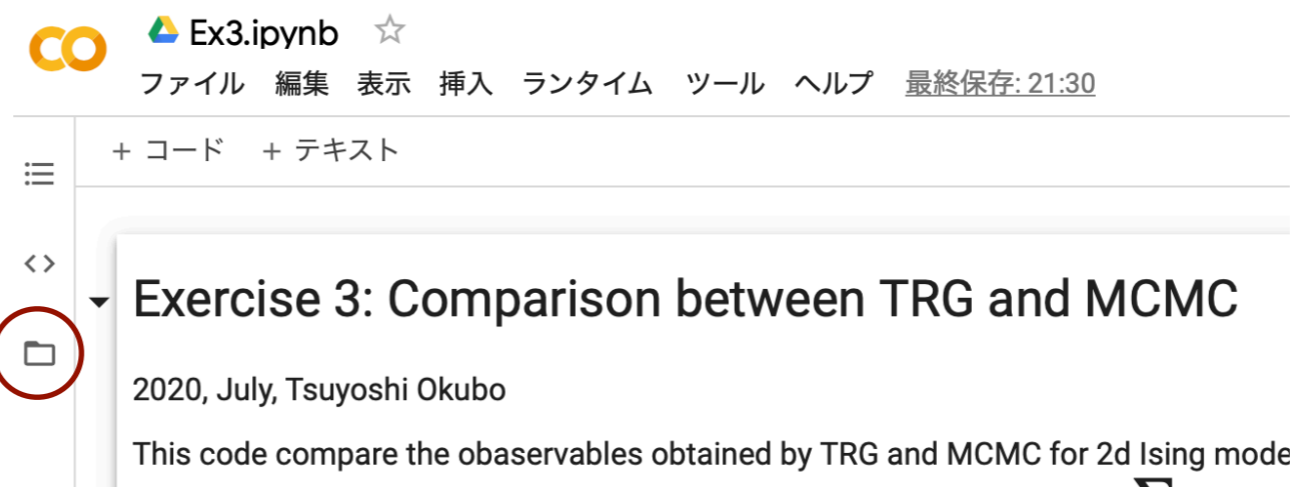 Ex3.ipynb
ファイル 編集 表示 挿入 ランタイム ツール ヘルプ 最終保存: 21:30
+ コード + テキスト
Exercise 3: Comparison between TRG and MCMC
2020, July, Tsuyoshi Okubo
This code compare the obaservables obtained by TRG and MCMC for 2d Ising mode